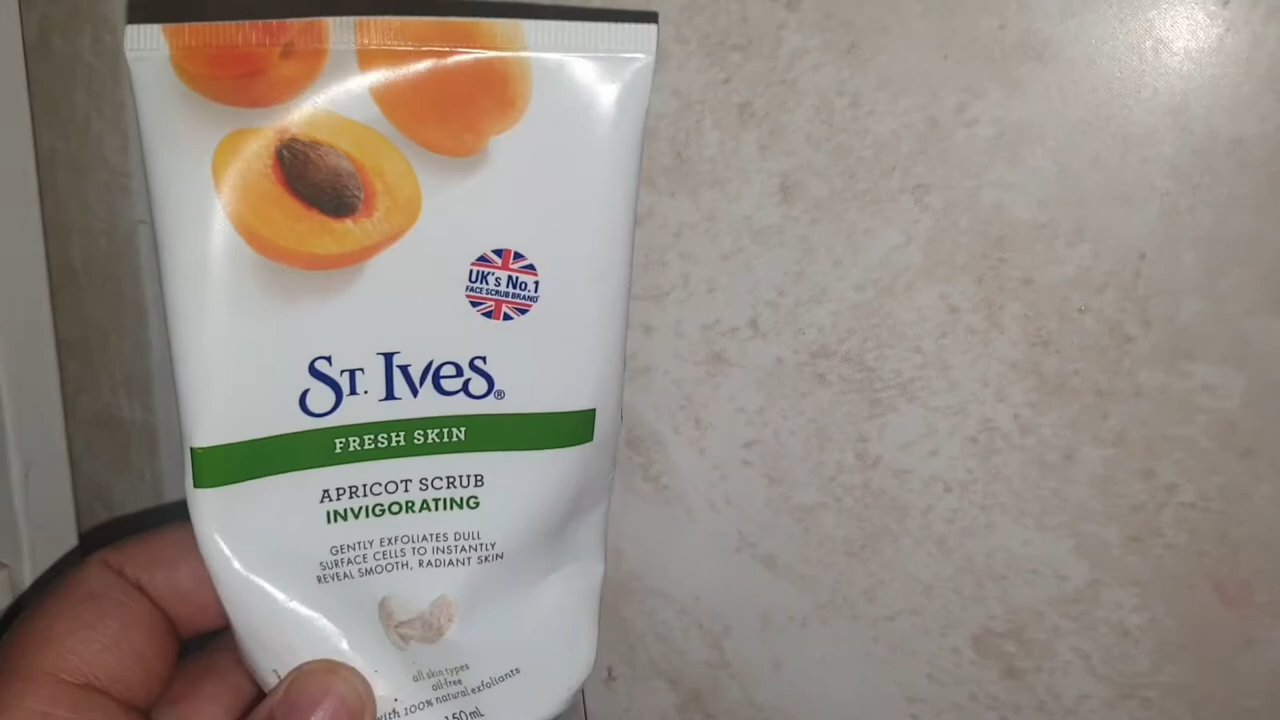 UK's No.1
FACE SCRUB BRAND*
ST. IVES®
FRESH SKIN
APRICOT SCRUB
INVIGORATING
GENTLY EXFOLIATES DULL
SURFACE CELLS TO INSTANTLY
REVEAL SMOOTH, RADIANT SKIN
all skin types
oil-free
with 100% natural exfoliants
150mL